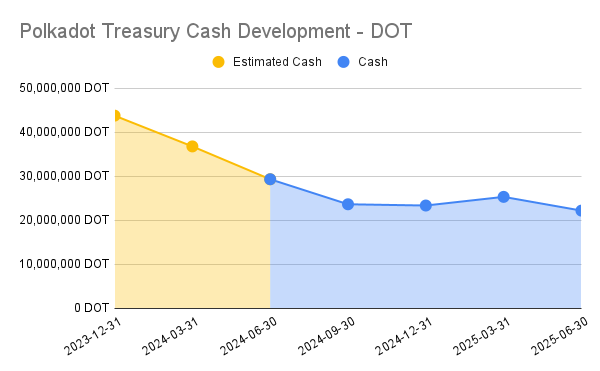 Polkadot Treasury Cash Development - DOT
Estimated Cash Cash
50,000,000 DOT
40,000,000 DOT
30,000,000 DOT
20,000,000 DOT
10,000,000 DOT
0 DOT
2023-12-31 2024-03-31 2024-06-30 2024-09-30 2024-12-31 2025-03-31 2025-06-30